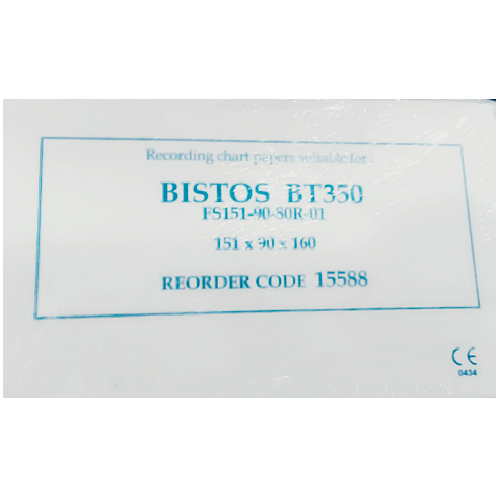 Recording chart papers suitable for :
BISTOS BT350
FS151-90-80R-01
151 x 90 x 160
REORDER CODE 15588
CE
0434